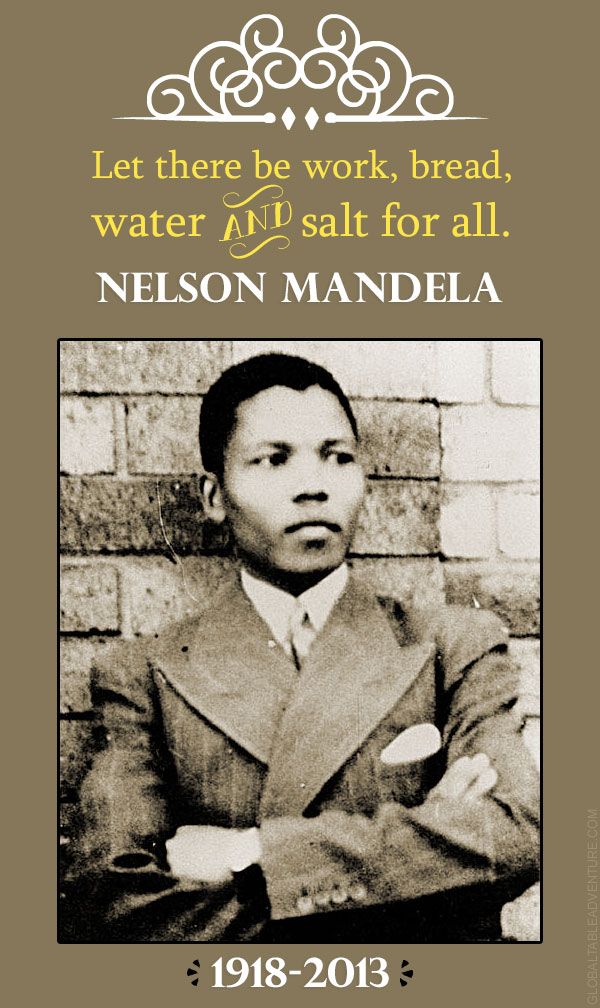 Let there be work, bread,
water AND salt for all.
NELSON MANDELA
1918-2013
GLOBALTABLEADVENTURE.COM